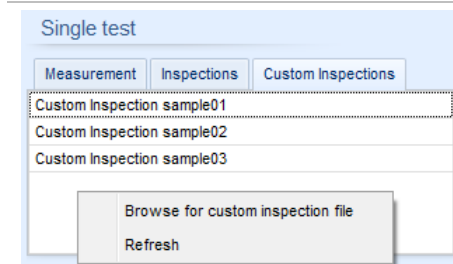 Single test
Measurement Inspections Custom Inspections
Custom Inspection sample01
Custom Inspection sample02
Custom Inspection sample03
Browse for custom inspection file
Refresh